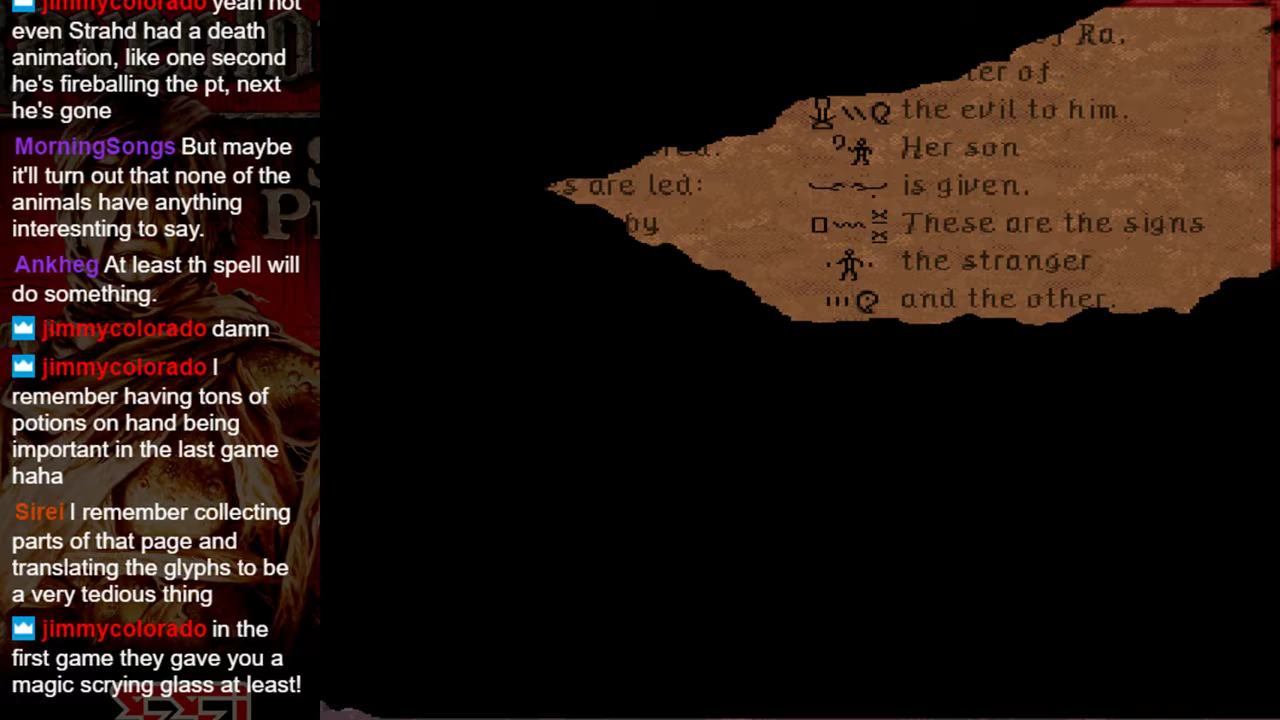 jimmycolorado yeah not
even Strahd had a death
animation, like one second
he's fireballing the pt, next
he's gone
MorningSongs But maybe
it'll turn out that none of the
animals have anything
interesnting to say.
Ankheg At least th spell will
do something.
jimmycolorado damn
jimmycolorado I
remember having tons of
potions on hand being
important in the last game
haha
Sirei I remember collecting
parts of that page and
translating the glyphs to be
a very tedious thing
jimmycolorado in the
first game they gave you a
magic scrying glass at least!
Ra,
of
the evil to him.
Her son
are led:
is given.
by
These are the signs
the stranger
and the other.